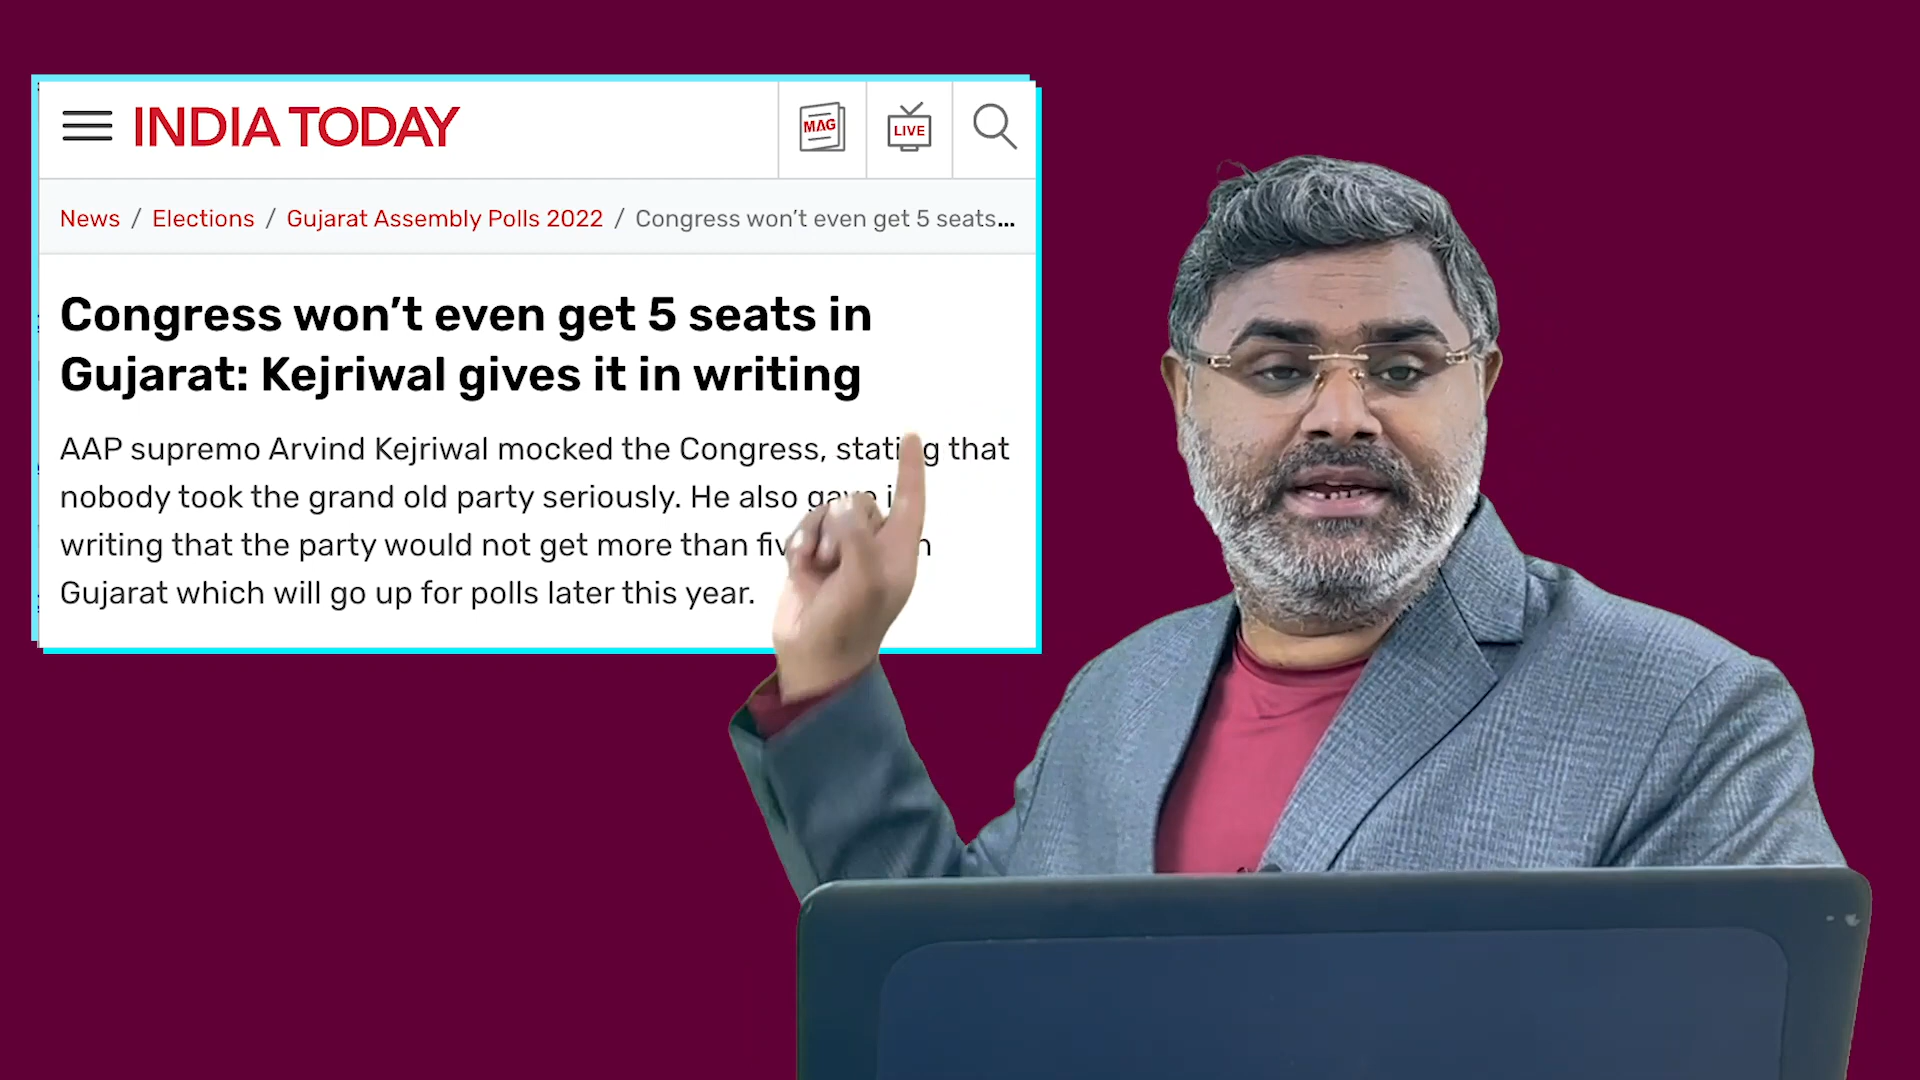 INDIA TODAY
MAG
LIVE
News / Elections / Gujarat Assembly Polls 2022 / Congress won't even get 5 seats...
Congress won't even get 5 seats in
Gujarat: Kejriwal gives it in writing
AAP supremo Arvind Kejriwal mocked the Congress, stating that
nobody took the grand old party seriously. He also gave
writing that the party would not get more than
Gujarat which will go up for polls later this year.